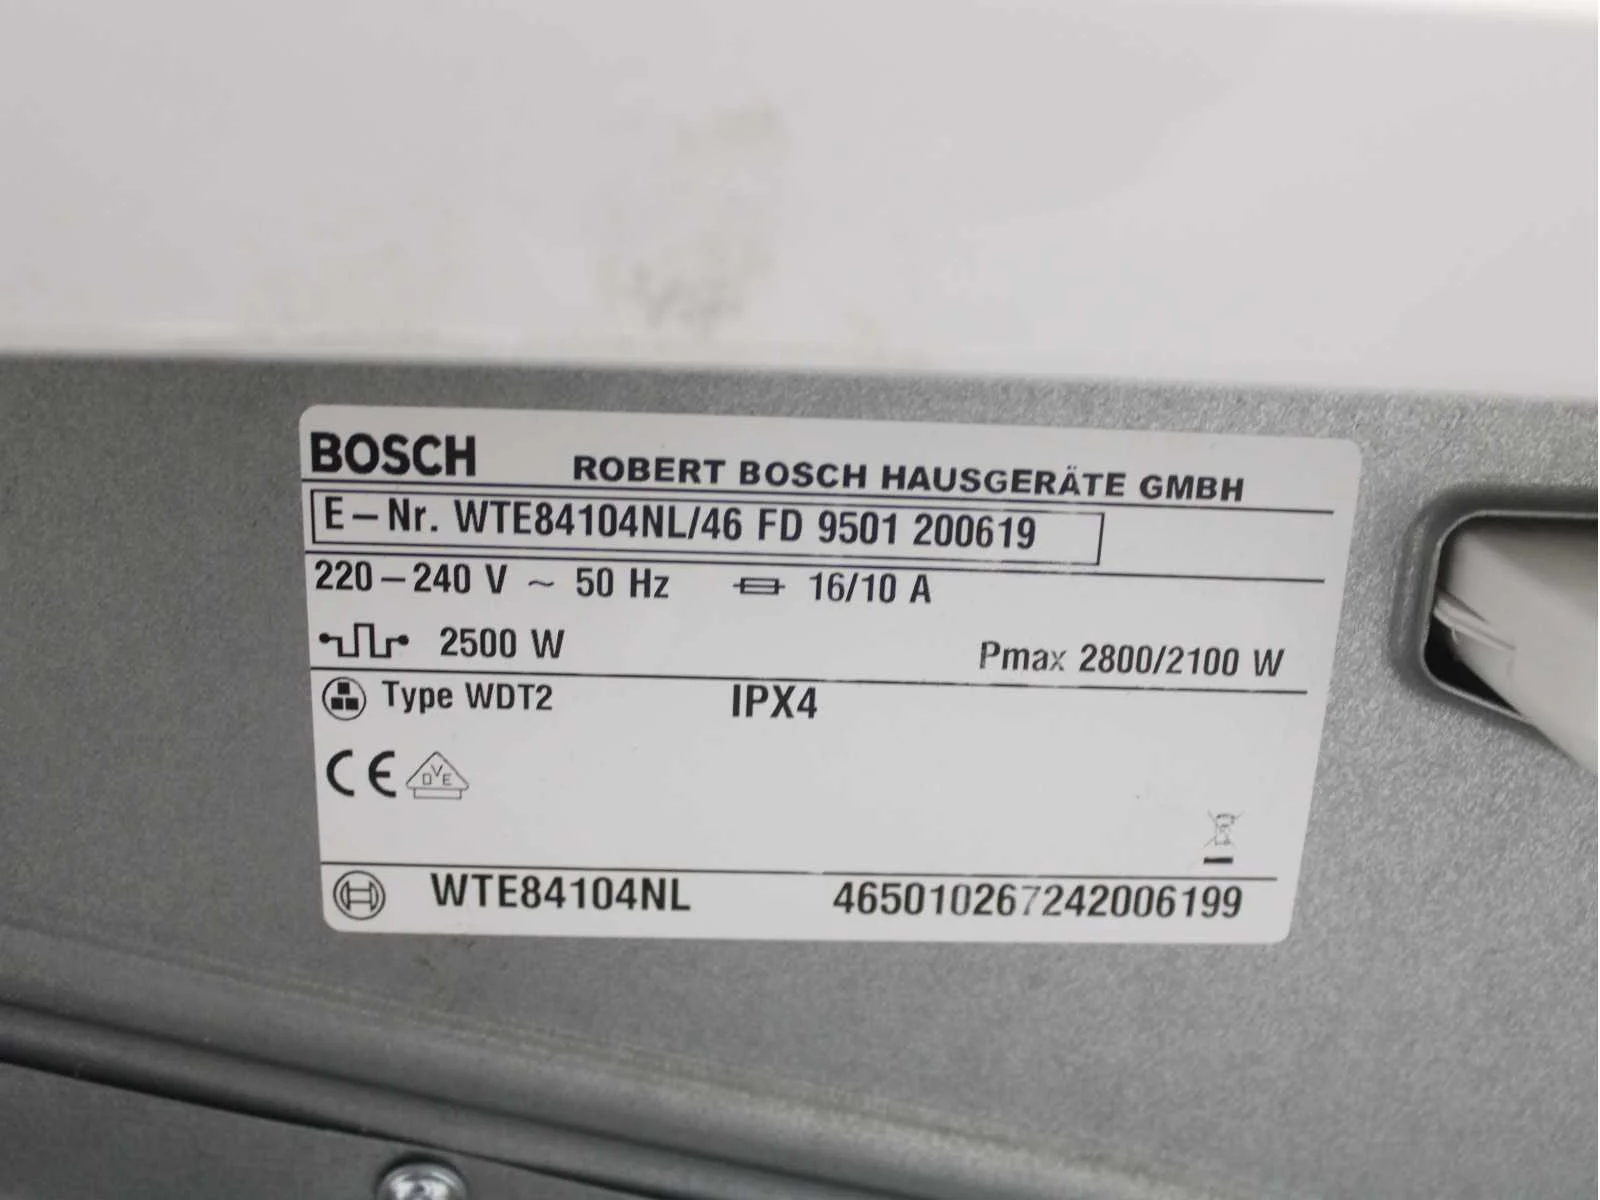 BOSCH ROBERT BOSCH HAUSGERÄTE GMBH
E-Nr. WTE84104NL/46 FD 9501 200619
220-240 V ~ 50 Hz 16/10 A
2500 W Pmax 2800/2100 W
Type WDT2 IPX4
CE DVE
WTE84104NL 465010267242006199